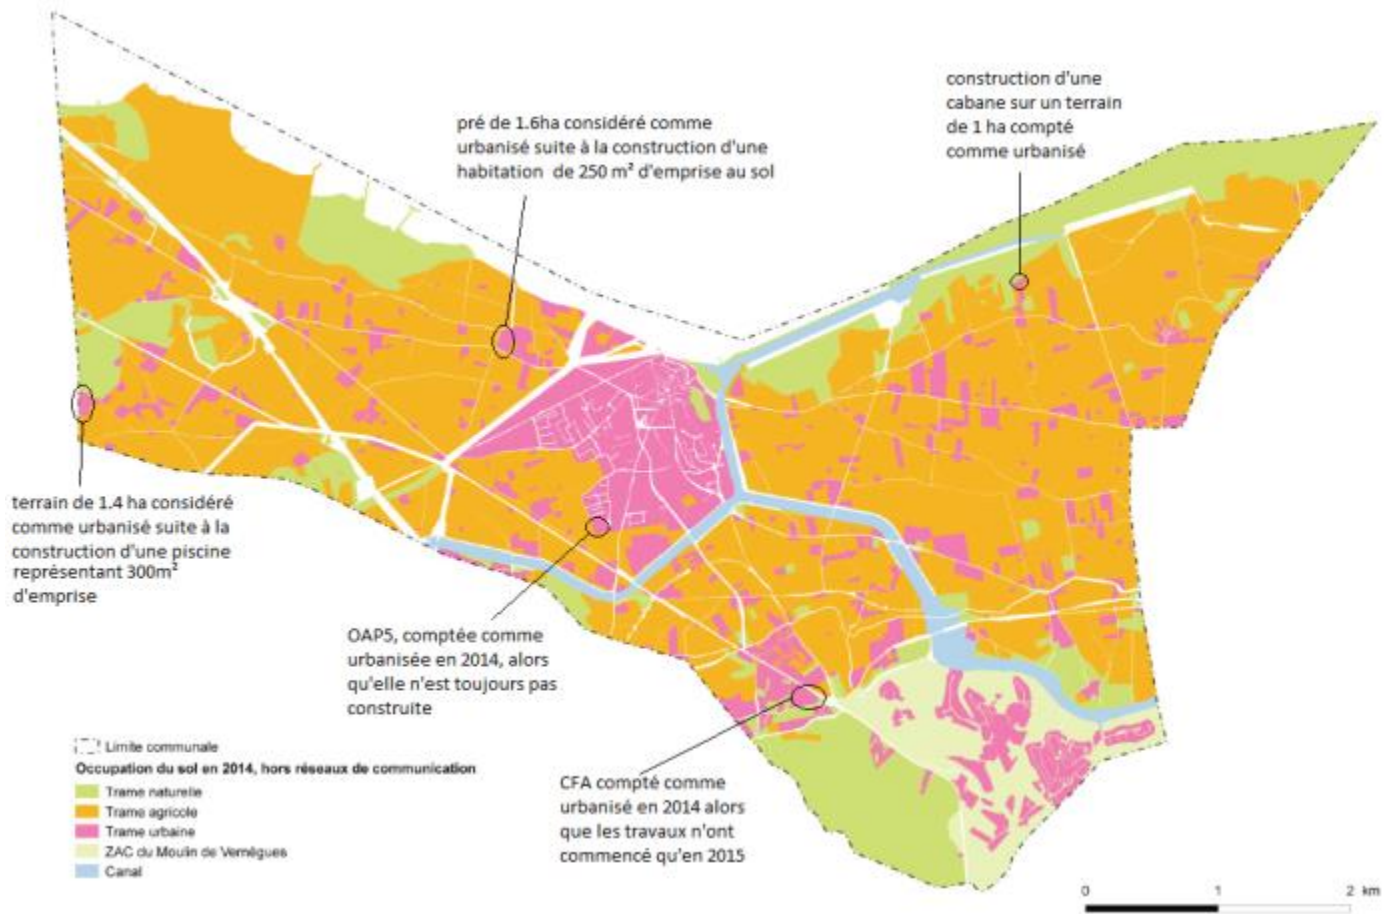 construction d'une
cabane sur un terrain
de 1 ha compté
comme urbanisé
pré de 1.6ha considéré comme
urbanisé suite à la construction d'une
habitation de 250 m² d'emprise au sol
terrain de 1.4 ha considéré
comme urbanisé suite à la
construction d'une piscine
représentant 300m²
d'emprise
OAP5, comptée comme
urbanisée en 2014, alors
qu'elle n'est toujours pas
construite
CFA compté comme
urbanisé en 2014 alors
que les travaux n'ont
commencé qu'en 2015
Limite communale
Occupation du sol en 2014, hors réseaux de communication
Trame naturelle
Trame agricole
Trame urbaine
ZAC du Moulin de Vernègues
Canal
0 1 2 km